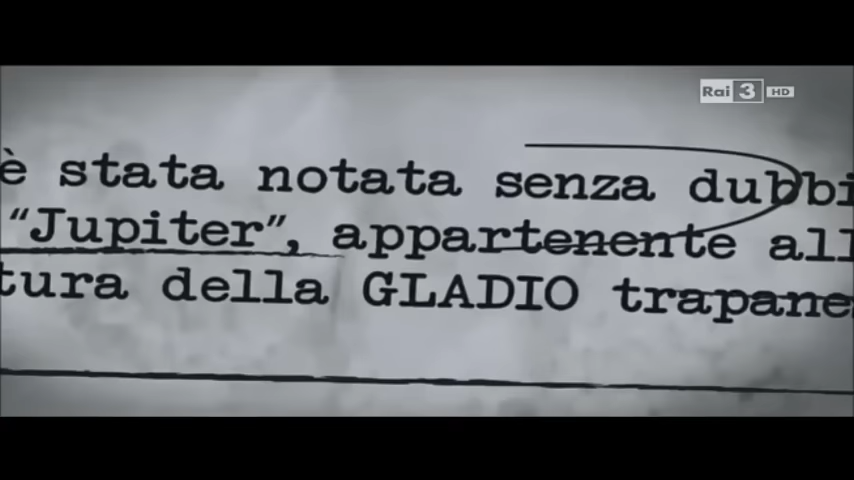 Rai 3 HD
è stata notata senza dubbi
“Jupiter”, appartenente all
tura della GLADIO trapane